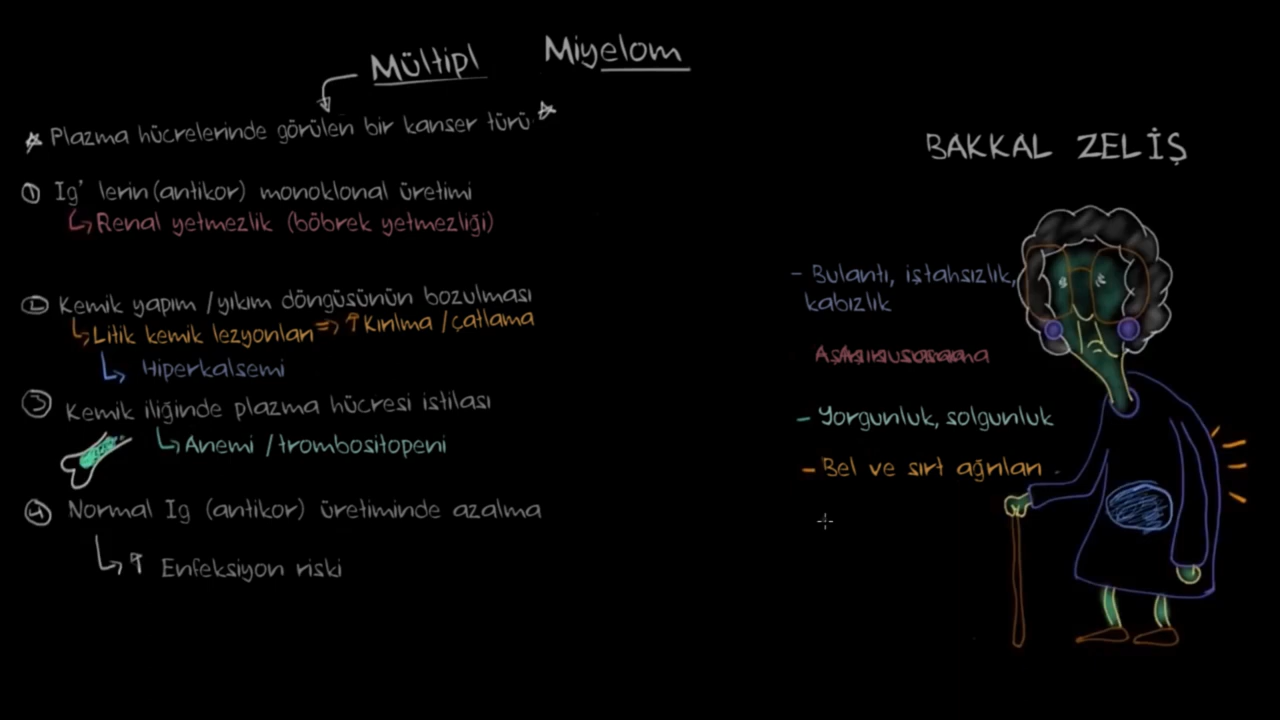 Mültipl Miyelom
Plazma hücrelerinde görülen bir kanser türü
BAKKAL ZELİŞ
① Ig' lerin (antikor) monoklonal üretimi
Renal yetmezlik (böbrek yetmezliği)
- Bulantı, iştahsızlık,
kabızlık
② Kemik yapım / yıkım döngüsünün bozulması
Litik kemik lezyonları => ↑ Kırılma / çatlama
Hiperkalsemi
③ Kemik iliğinde plazma hücresi istilası
Anemi / trombositopeni
- Yorgunluk, solgunluk
- Bel ve sırt ağrıları
④ Normal Ig (antikor) üretiminde azalma
↑ Enfeksiyon riski